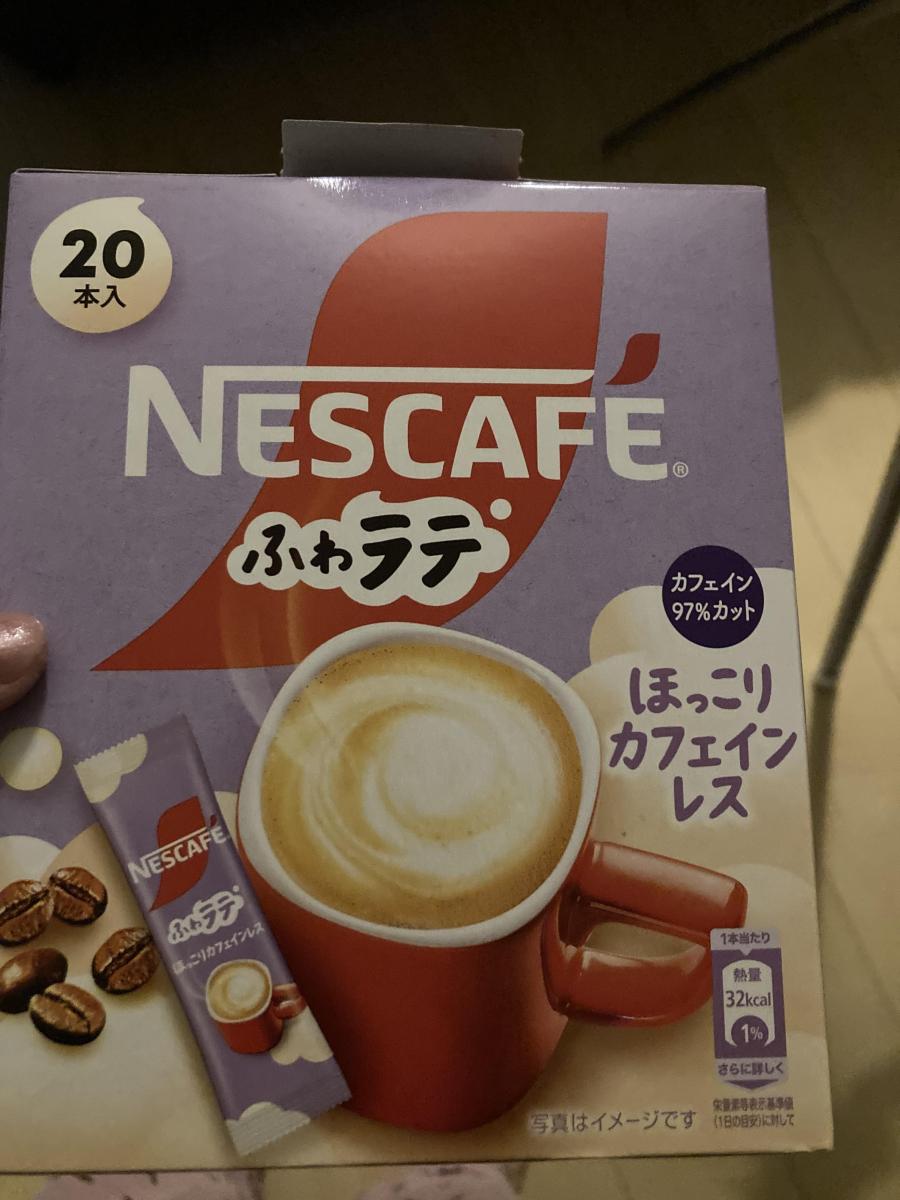 20
本入
NESCAFÉ®
ふわラテ
カフェイン
97%カット
ほっこり
カフェイン
レス
NESCAFÉ
ふわラテ
ほっこりカフェインレス
1本当たり
熱量
32kcal
1%
さらに詳しく
栄養素等表示基準値
(1日の目安)に対して
写真はイメージです